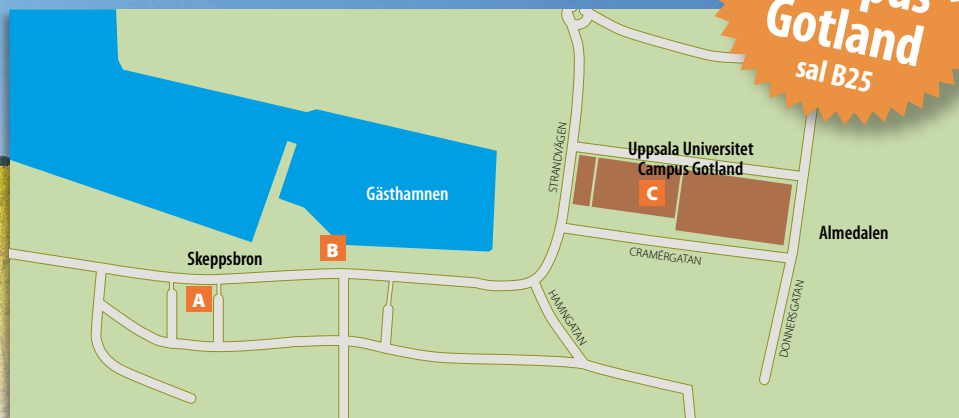 Gotland
sal B25
STRANDVÄGEN
Uppsala Universitet
Campus Gotland
C
Gästhamnen
Almedalen
B
Skeppsbron
CRAMÉRGATAN
A
HAMNGATAN
DONNERSGATAN